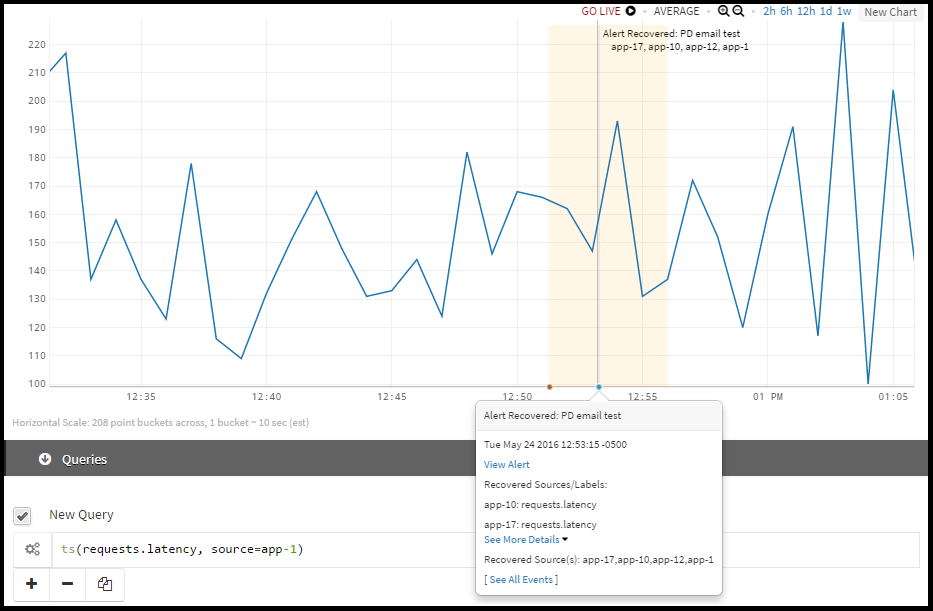 GO LIVE • AVERAGE • • 2h 6h 12h 1d 1w New Chart
Alert Recovered: PD email test
app-17, app-10, app-12, app-1
220
210
200
190
180
170
160
150
140
130
120
110
100
12:35 12:40 12:45 12:50 12:55 01 PM 01:05
Horizontal Scale: 208 point buckets across, 1 bucket ~ 10 sec (est)
Queries
New Query
ts(requests.latency, source=app-1)
Alert Recovered: PD email test
Tue May 24 2016 12:53:15 -0500
View Alert
Recovered Sources/Labels:
app-10: requests.latency
app-17: requests.latency
See More Details
Recovered Source(s): app-17,app-10,app-12,app-1
[ See All Events ]